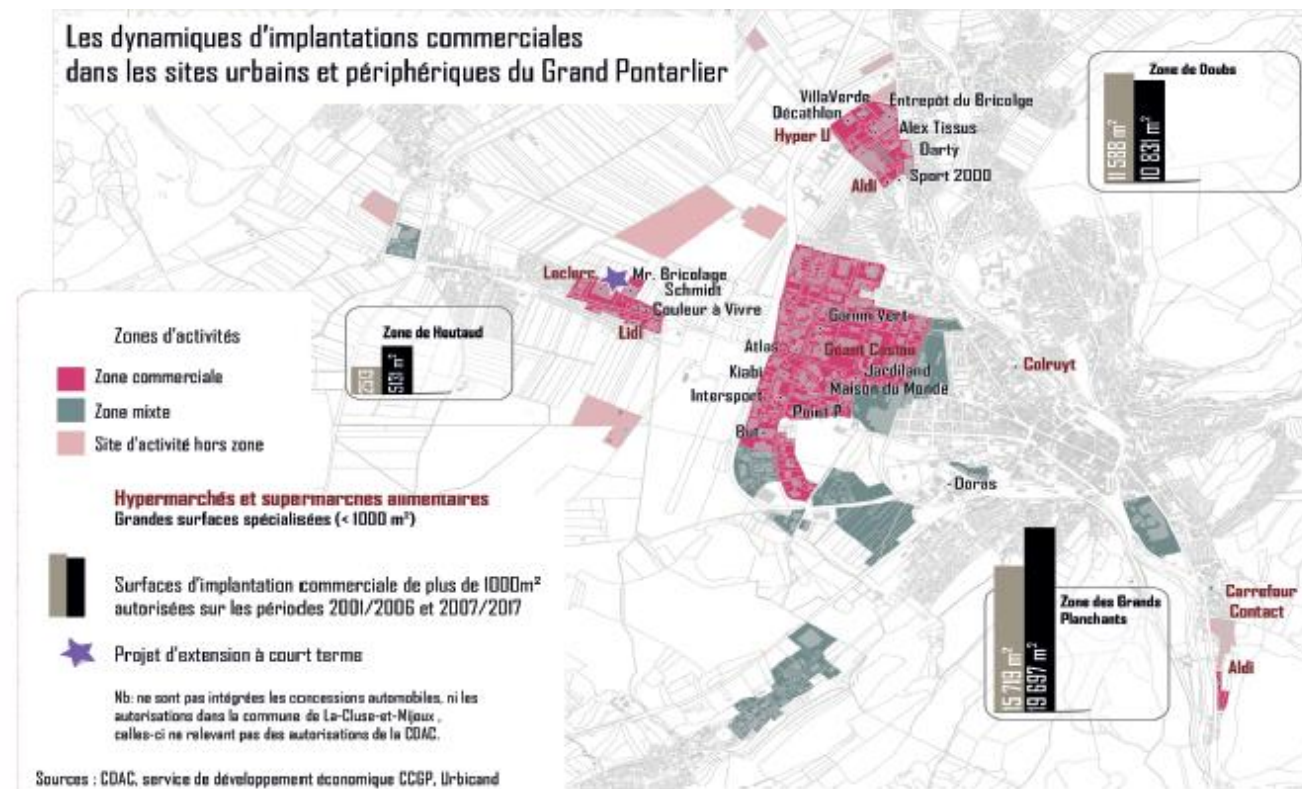 Les dynamiques d'implantations commerciales
dans les sites urbains et périphériques du Grand Pontarlier
Zone de Doubs
11 588 m²
10 831 m²
VillaVerde
Entrepôt du Bricolge
Décathlon
Alex Tissus
Hyper U
Darty
Sport 2000
Aldi
Leclerc
Mr. Bricolage
Schmidt
Couleur à Vivre
Lidl
Zone de Houtaud
2513
5131 m²
Gamm Vert
Atlas
Géant Casino
Kiabi
Jardiland
Intersport
Maison du Monde
Point P
But
Colruyt
Doras
Zone des Grands
Planchants
15 719 m²
19 697 m²
Carrefour
Contact
Aldi
Zones d'activités
Zone commerciale
Zone mixte
Site d'activité hors zone
Hypermarchés et supermarchés alimentaires
Grandes surfaces spécialisées (< 1000 m²)
Surfaces d'implantation commerciale de plus de 1000m²
autorisées sur les périodes 2001/2006 et 2007/2017
Projet d'extension à court terme
Nb: ne sont pas intégrées les concessions automobiles, ni les
autorisations dans la commune de La-Cluse-et-Mijoux ,
celles-ci ne relevant pas des autorisations de la CDAC.
Sources : CDAC, service de développement économique CCGP, Urbicand